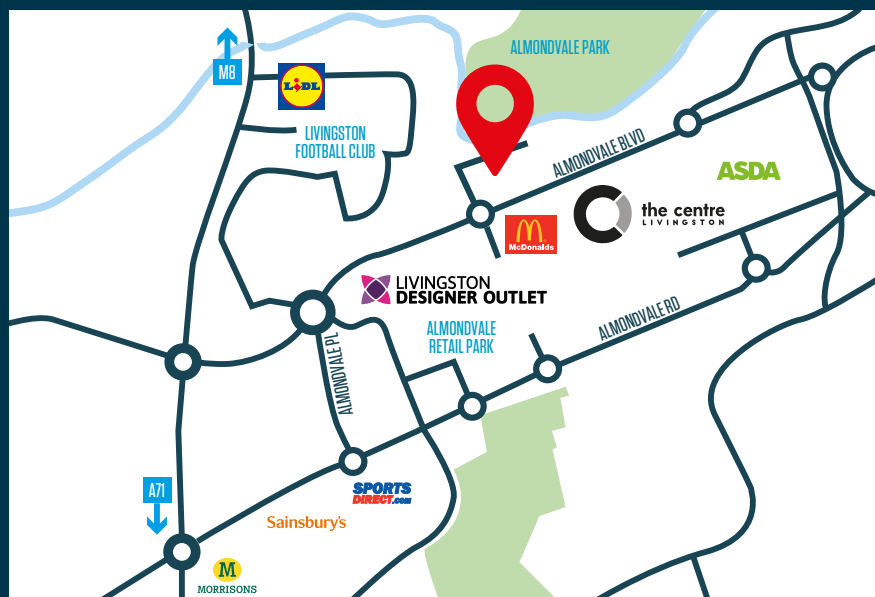 ALMONDVALE PARK
M8
LiDL
LIVINGSTON
FOOTBALL CLUB
ALMONDVALE BLVD
ASDA
the centre
LIVINGSTON
M
McDonalds
LIVINGSTON
DESIGNER OUTLET
ALMONDVALE
RETAIL PARK
ALMONDVALE RD
ALMONDVALE PL
A71
SPORTS
DIRECT.COM
Sainsbury's
M
MORRISONS